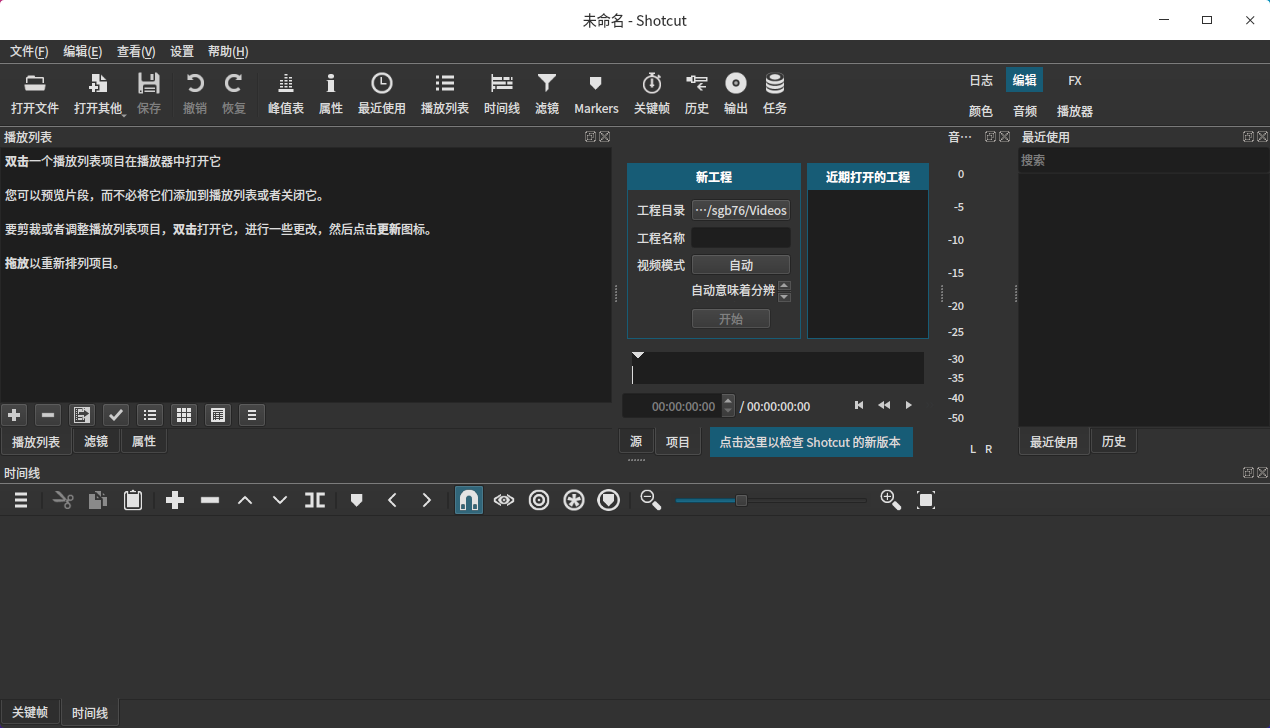 未命名 - Shotcut
文件(F) 编辑(E) 查看(V) 设置 帮助(H)
打开文件 打开其他 保存 撤销 恢复 峰值表 属性 最近使用 播放列表 时间线 滤镜 Markers 关键帧 历史 输出 任务
日志 编辑 FX
颜色 音频 播放器
播放列表
双击一个播放列表项目在播放器中打开它
您可以预览片段，而不必将它们添加到播放列表或者关闭它。
要剪裁或者调整播放列表项目，双击打开它，进行一些更改，然后点击更新图标。
拖放以重新排列项目。
播放列表 滤镜 属性
新工程
工程目录 …/sgb76/Videos
工程名称
视频模式 自动
自动意味着分辨
开始
近期打开的工程
00:00:00:00 / 00:00:00:00
源 项目 点击这里以检查 Shotcut 的新版本
音…
0
-5
-10
-15
-20
-25
-30
-35
-40
-50
L R
最近使用
搜索
最近使用 历史
时间线
关键帧 时间线